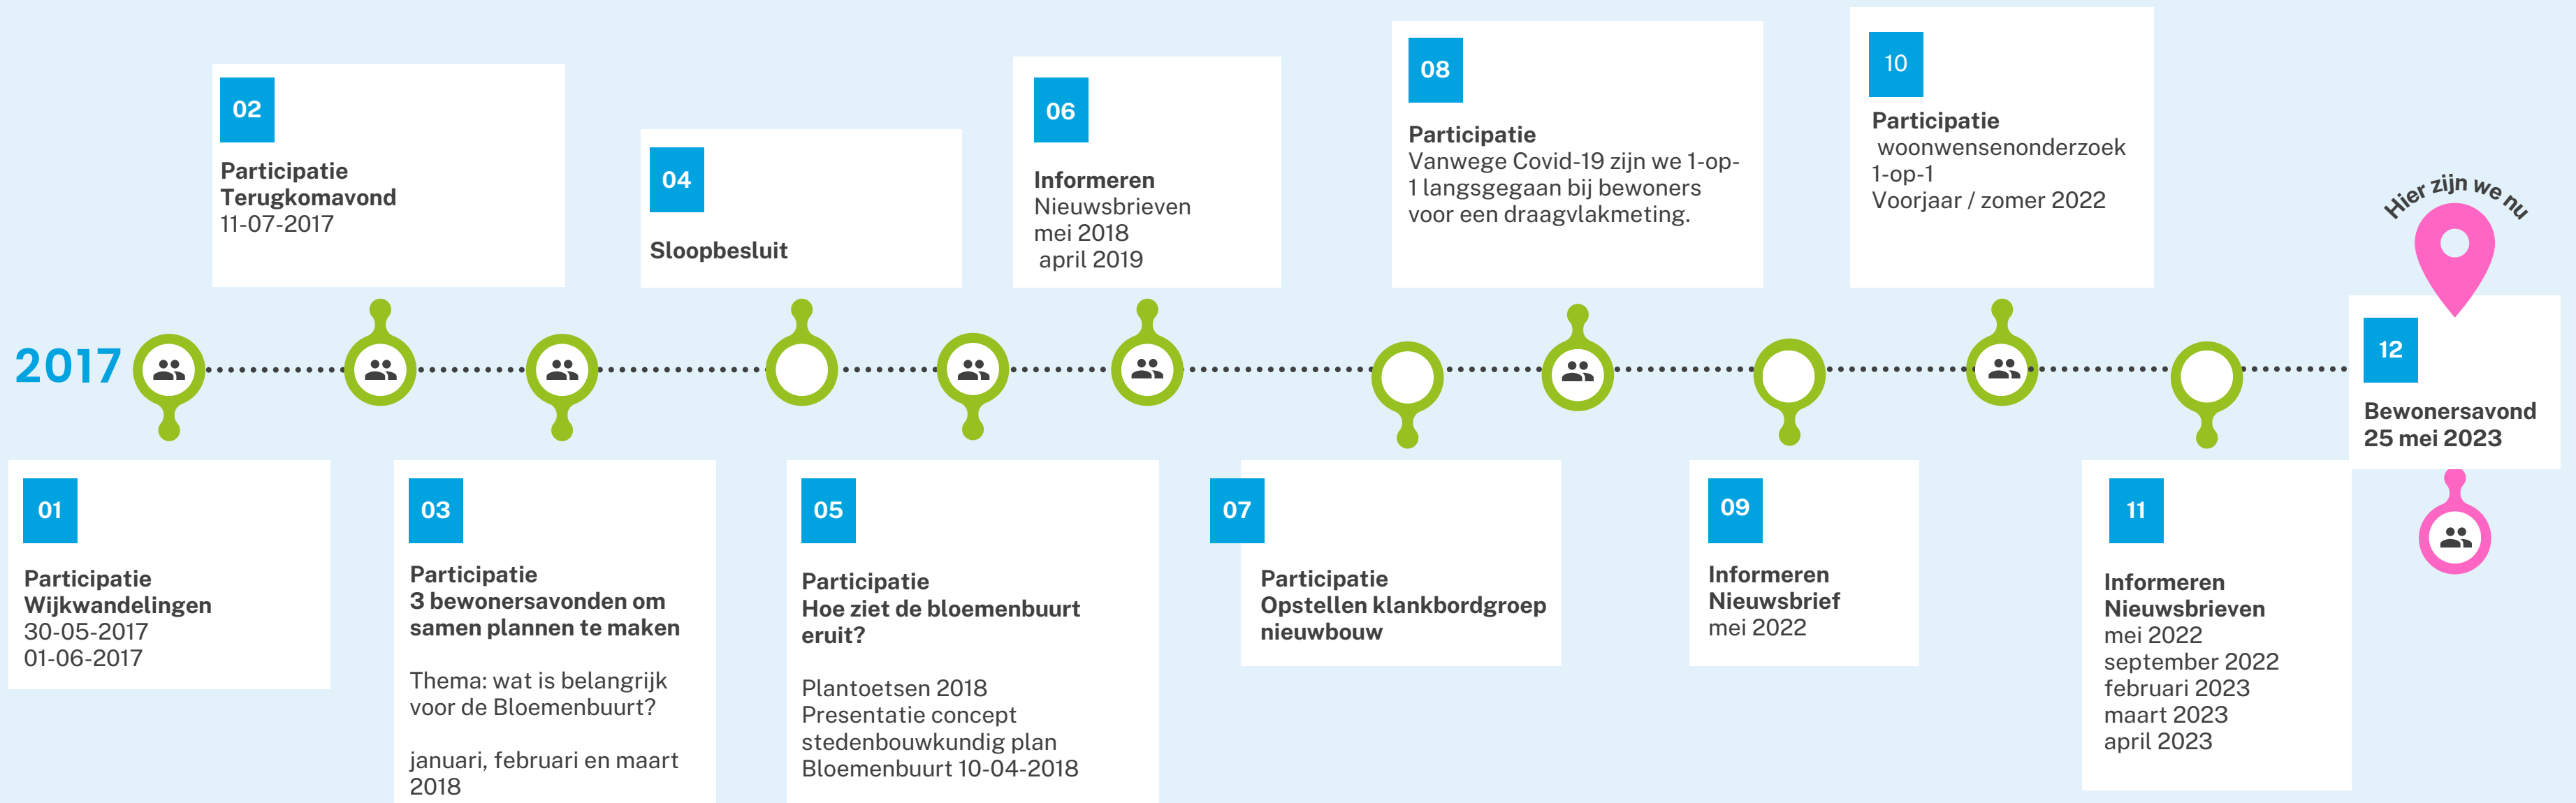 2017
01
Participatie
Wijkwandelingen
30-05-2017
01-06-2017
02
Participatie
Terugkomavond
11-07-2017
03
Participatie
3 bewonersavonden om
samen plannen te maken
Thema: wat is belangrijk
voor de Bloemenbuurt?
januari, februari en maart
2018
04
Sloopbesluit
05
Participatie
Hoe ziet de bloemenbuurt
eruit?
Plantoetsen 2018
Presentatie concept
stedenbouwkundig plan
Bloemenbuurt 10-04-2018
06
Informeren
Nieuwsbrieven
mei 2018
april 2019
07
Participatie
Opstellen klankbordgroep
nieuwbouw
08
Participatie
Vanwege Covid-19 zijn we 1-op-
1 langsgegaan bij bewoners
voor een draagvlakmeting.
09
Informeren
Nieuwsbrief
mei 2022
10
Participatie
woonwensenonderzoek
1-op-1
Voorjaar / zomer 2022
11
Informeren
Nieuwsbrieven
mei 2022
september 2022
februari 2023
maart 2023
april 2023
Hier zijn we nu
12
Bewonersavond
25 mei 2023